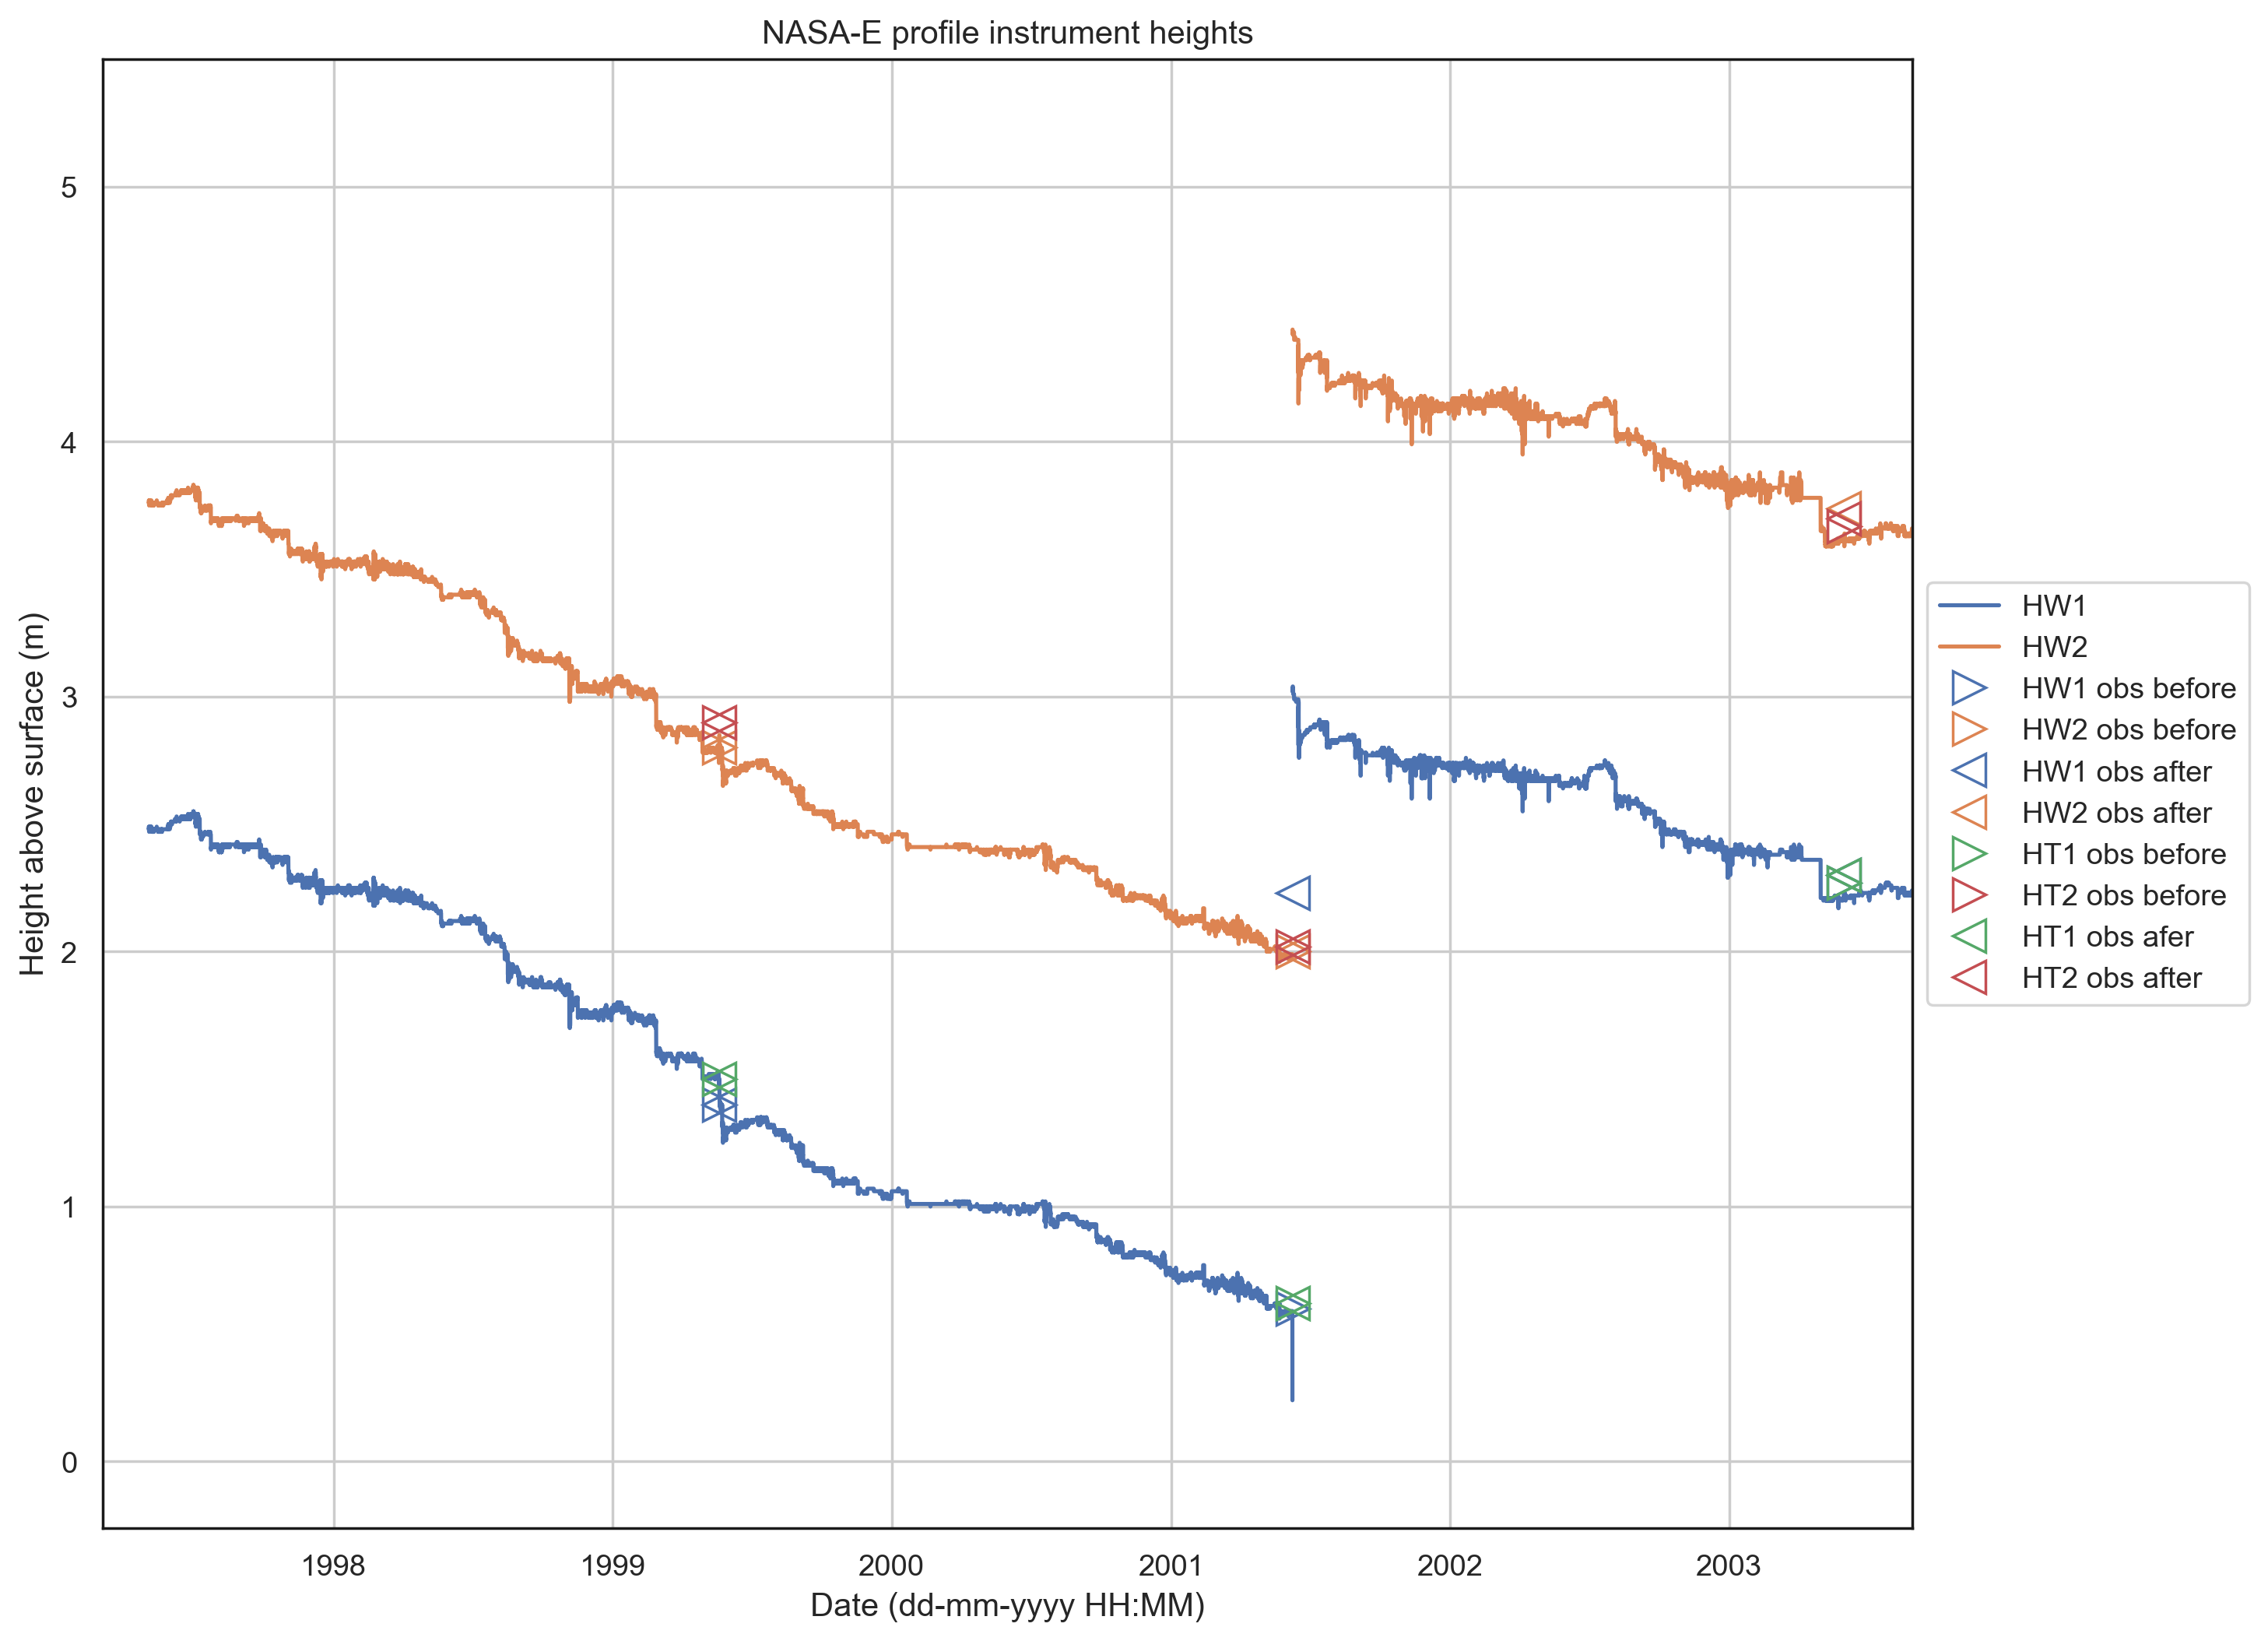 NASA-E profile instrument heights
5
4
3
2
1
0
Height above surface (m)
1998
1999
2000
2001
2002
2003
Date (dd-mm-yyyy HH:MM)
HW1
HW2
HW1 obs before
HW2 obs before
HW1 obs after
HW2 obs after
HT1 obs before
HT2 obs before
HT1 obs afer
HT2 obs after